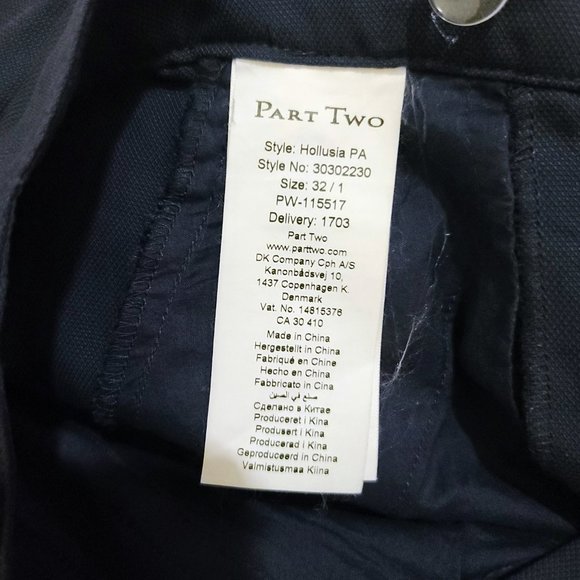 PART TWO
Style: Hollusia PA
Style No: 30302230
Size: 32 / 1
PW-115517
Delivery: 1703
Part Two
www.parttwo.com
DK Company Cph A/S
Kanonbådsvej 10,
1437 Copenhagen K.
Denmark
Vat. No: 14815376
CA 30 410
Made in China
Hergestellt in China
Fabriqué en Chine
Hecho en China
Fabbricato in Cina
صنع في الصين
Сделано в Китае
Produceret i Kina
Produsert i Kina
Producerad i Kina
Geproduceerd in China
Valmistusmaa Kiina